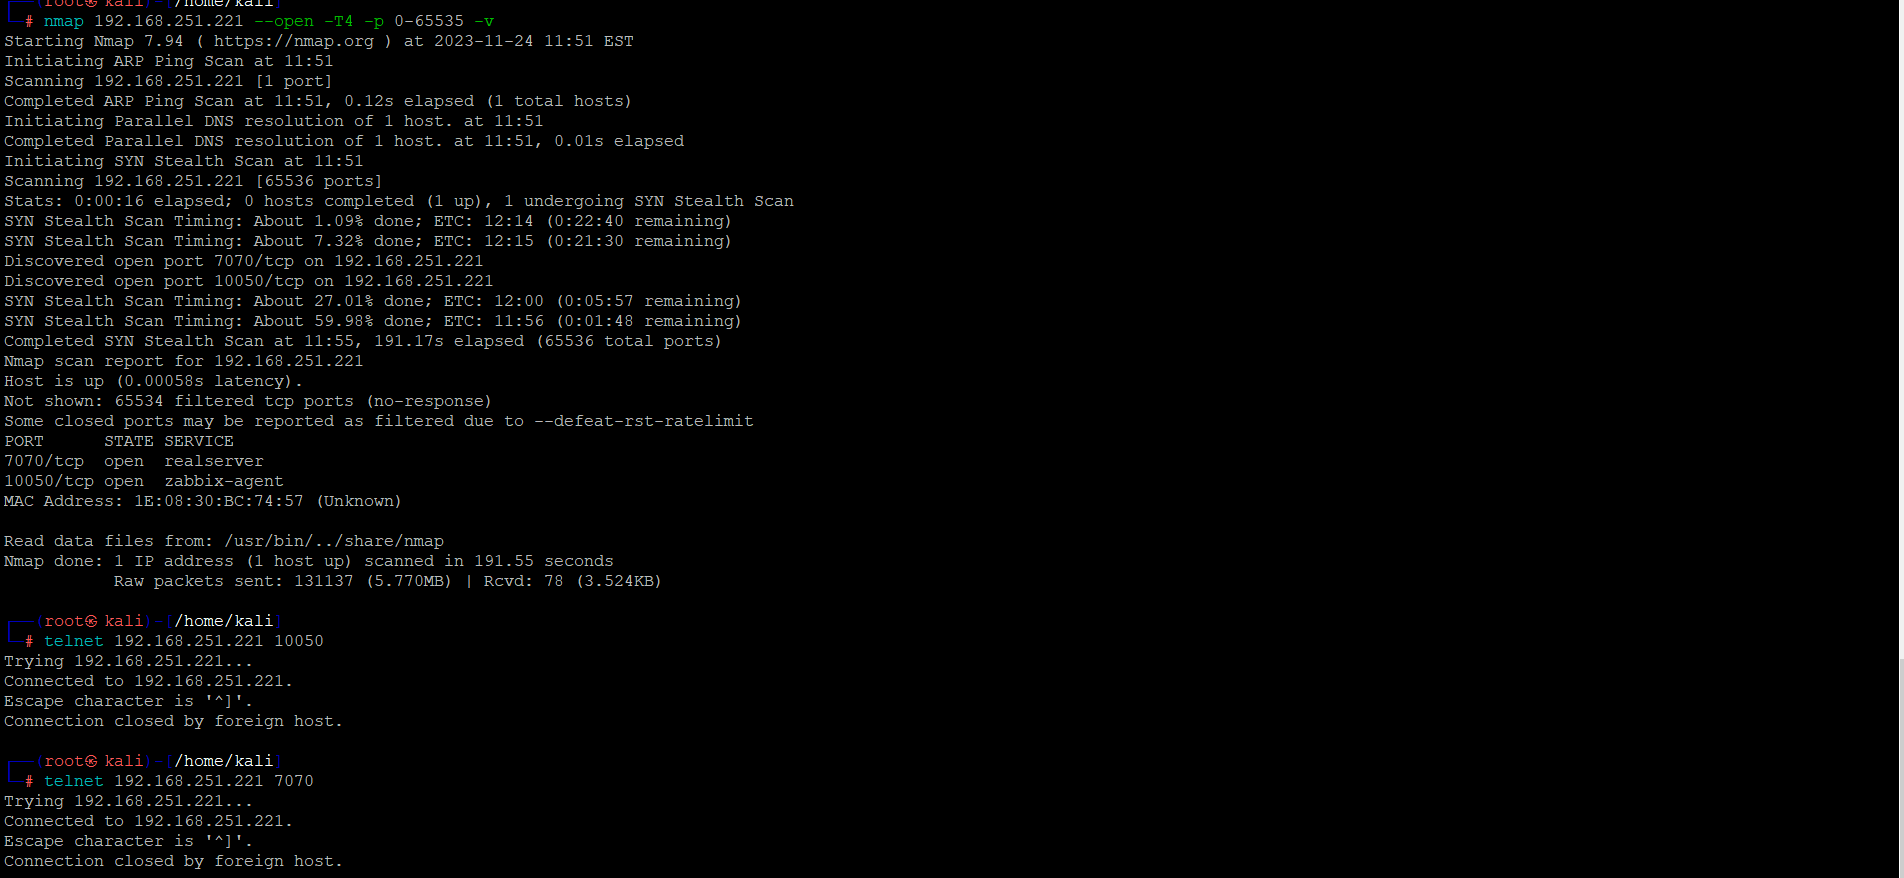 ┌──(root㉿kali)-[/home/kali]
└─# nmap 192.168.251.221 --open -T4 -p 0-65535 -v
Starting Nmap 7.94 ( https://nmap.org ) at 2023-11-24 11:51 EST
Initiating ARP Ping Scan at 11:51
Scanning 192.168.251.221 [1 port]
Completed ARP Ping Scan at 11:51, 0.12s elapsed (1 total hosts)
Initiating Parallel DNS resolution of 1 host. at 11:51
Completed Parallel DNS resolution of 1 host. at 11:51, 0.01s elapsed
Initiating SYN Stealth Scan at 11:51
Scanning 192.168.251.221 [65536 ports]
Stats: 0:00:16 elapsed; 0 hosts completed (1 up), 1 undergoing SYN Stealth Scan
SYN Stealth Scan Timing: About 1.09% done; ETC: 12:14 (0:22:40 remaining)
SYN Stealth Scan Timing: About 7.32% done; ETC: 12:15 (0:21:30 remaining)
Discovered open port 7070/tcp on 192.168.251.221
Discovered open port 10050/tcp on 192.168.251.221
SYN Stealth Scan Timing: About 27.01% done; ETC: 12:00 (0:05:57 remaining)
SYN Stealth Scan Timing: About 59.98% done; ETC: 11:56 (0:01:48 remaining)
Completed SYN Stealth Scan at 11:55, 191.17s elapsed (65536 total ports)
Nmap scan report for 192.168.251.221
Host is up (0.00058s latency).
Not shown: 65534 filtered tcp ports (no-response)
Some closed ports may be reported as filtered due to --defeat-rst-ratelimit
PORT      STATE SERVICE
7070/tcp  open  realserver
10050/tcp open  zabbix-agent
MAC Address: 1E:08:30:BC:74:57 (Unknown)

Read data files from: /usr/bin/../share/nmap
Nmap done: 1 IP address (1 host up) scanned in 191.55 seconds
           Raw packets sent: 131137 (5.770MB) | Rcvd: 78 (3.524KB)

┌──(root㉿kali)-[/home/kali]
└─# telnet 192.168.251.221 10050
Trying 192.168.251.221...
Connected to 192.168.251.221.
Escape character is '^]'.
Connection closed by foreign host.

┌──(root㉿kali)-[/home/kali]
└─# telnet 192.168.251.221 7070
Trying 192.168.251.221...
Connected to 192.168.251.221.
Escape character is '^]'.
Connection closed by foreign host.